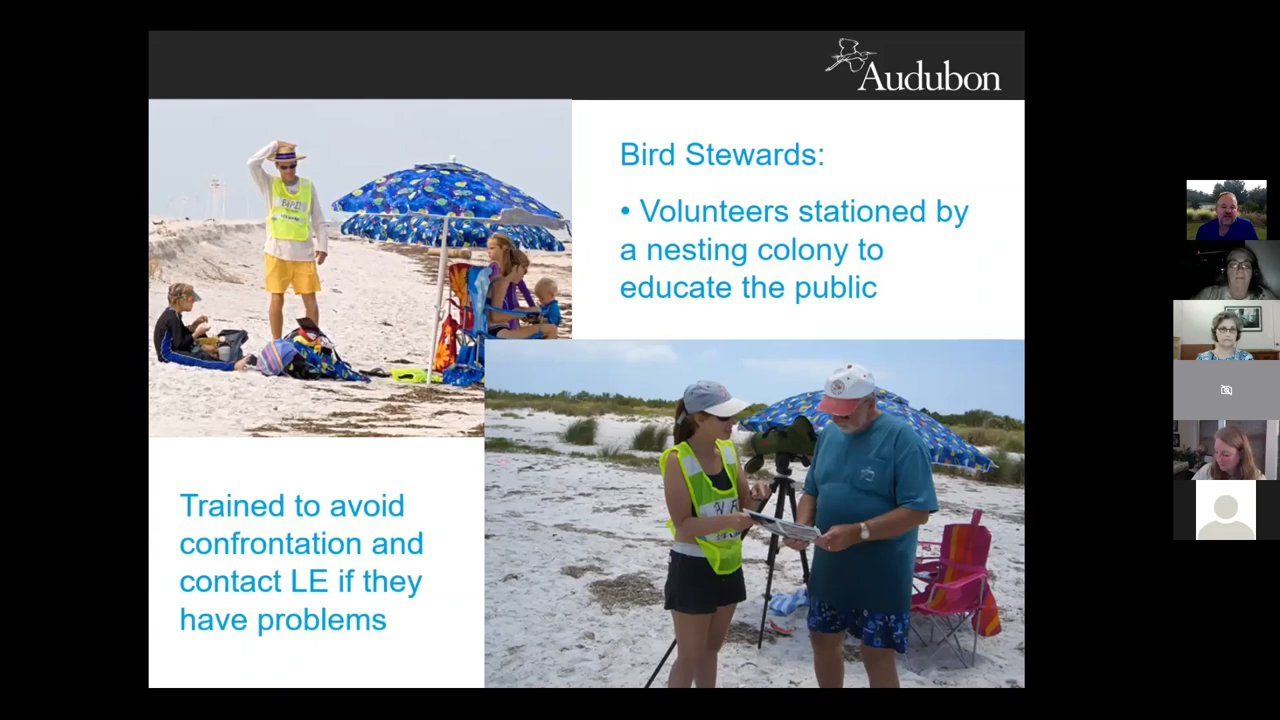 Audubon
Bird Stewards:
• Volunteers stationed by
a nesting colony to
educate the public
BIRD
Trained to avoid
confrontation and
contact LE if they
have problems